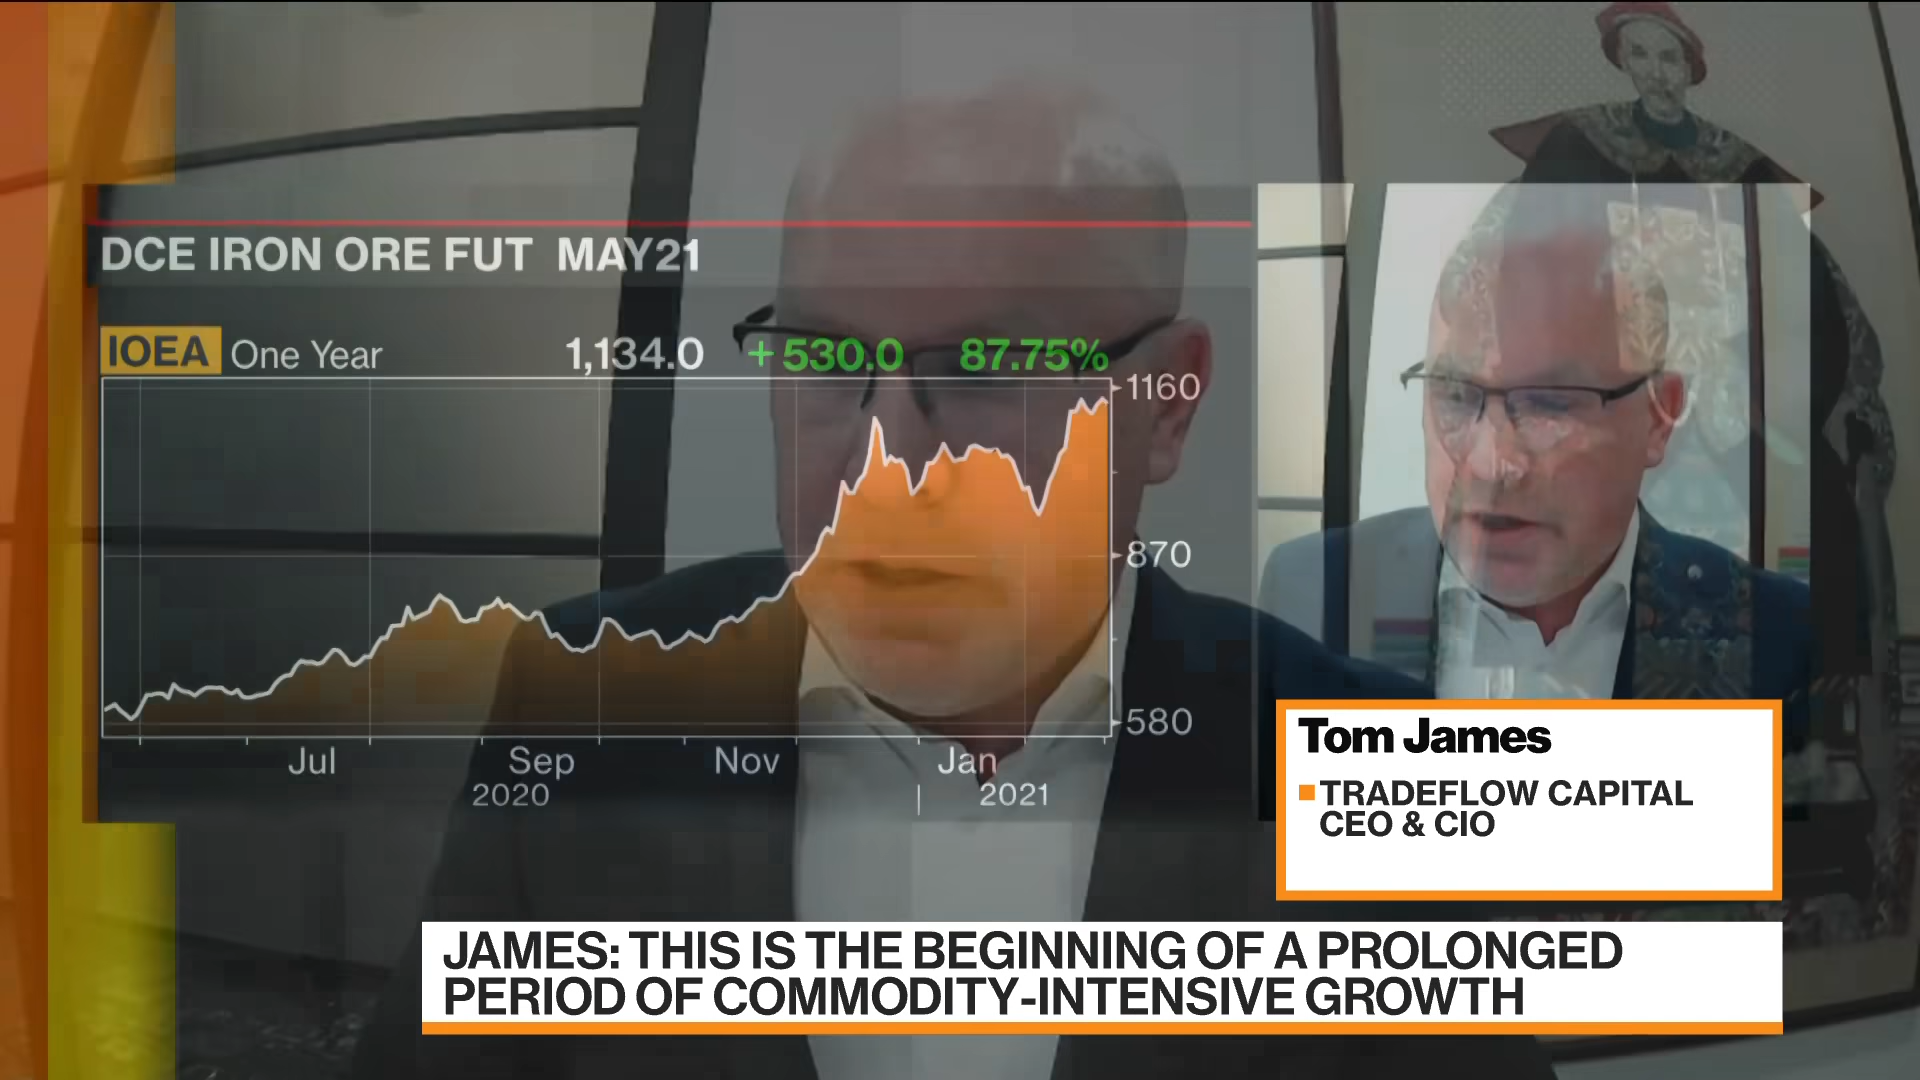 DCE IRON ORE FUT MAY21
IOEA One Year 1,134.0 +530.0 87.75%
1160
870
580
Jul Sep Nov Jan
2020 2021
Tom James
TRADEFLOW CAPITAL
CEO & CIO
JAMES: THIS IS THE BEGINNING OF A PROLONGED
PERIOD OF COMMODITY-INTENSIVE GROWTH